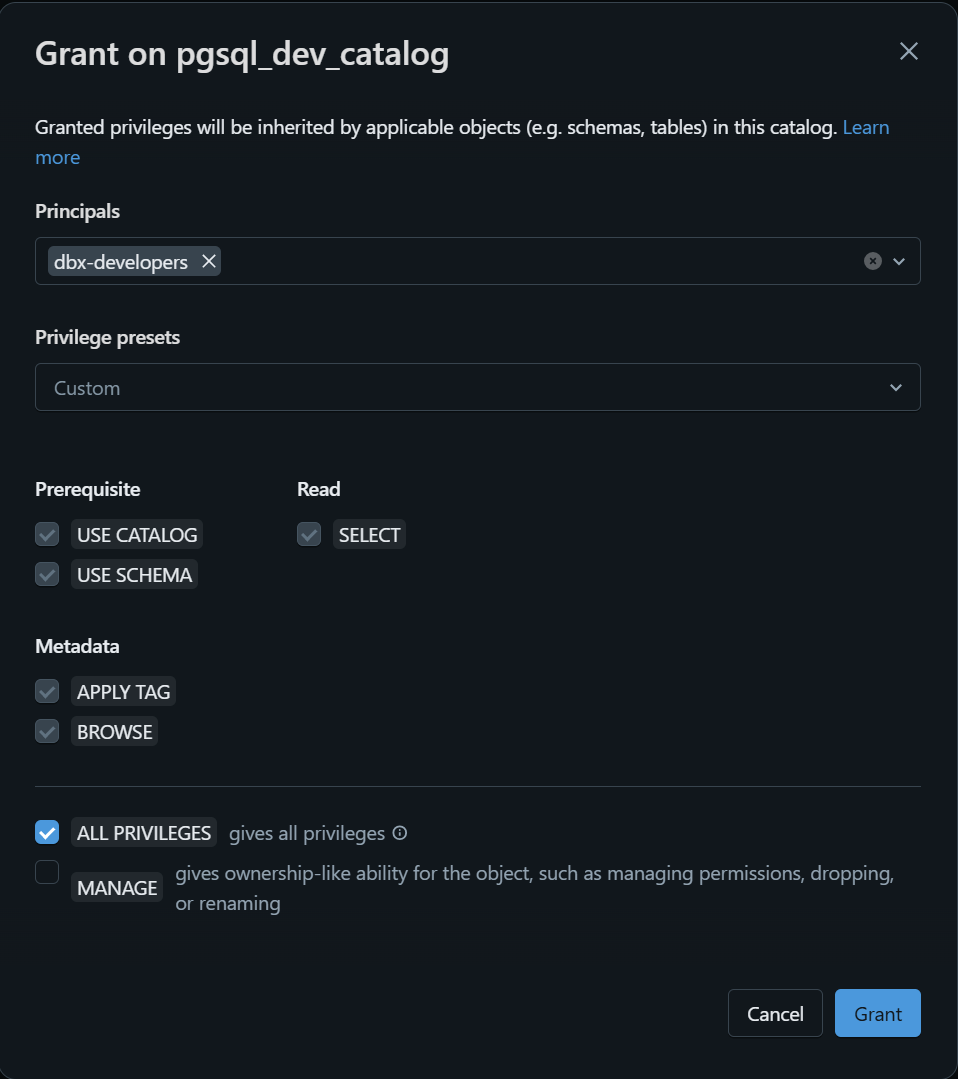 Grant on pgsql_dev_catalog
Granted privileges will be inherited by applicable objects (e.g. schemas, tables) in this catalog. Learn
more
Principals
dbx-developers
Privilege presets
Custom
Prerequisite
Read
USE CATALOG
SELECT
USE SCHEMA
Metadata
APPLY TAG
BROWSE
ALL PRIVILEGES gives all privileges
MANAGE gives ownership-like ability for the object, such as managing permissions, dropping,
or renaming
Cancel
Grant